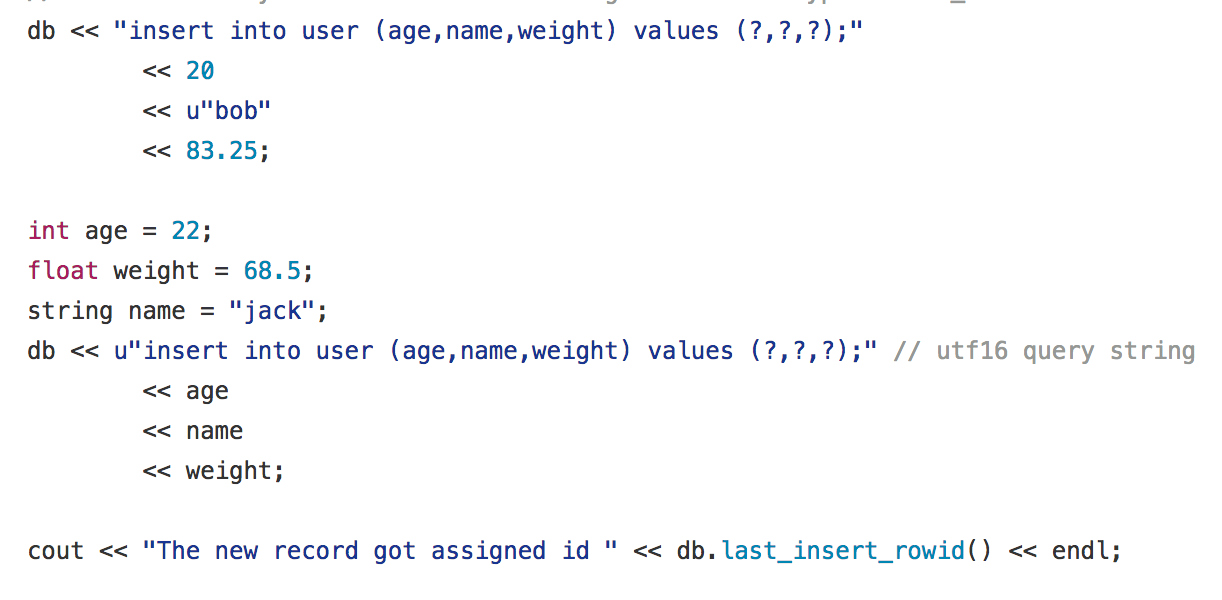 db << "insert into user (age,name,weight) values (?,?,?);"
<< 20
<< u"bob"
<< 83.25;
int age = 22;
float weight = 68.5;
string name = "jack";
db << u"insert into user (age,name,weight) values (?,?,?);" // utf16 query string
<< age
<< name
<< weight;
cout << "The new record got assigned id " << db.last_insert_rowid() << endl;